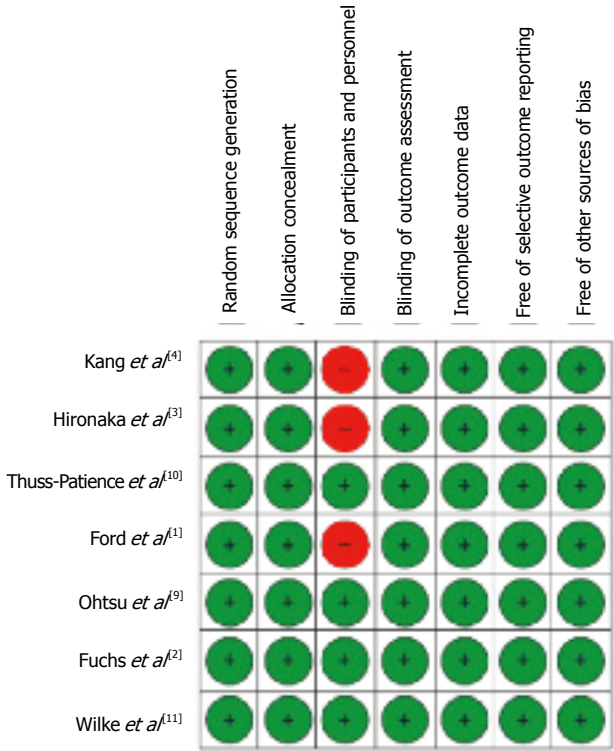 Random sequence generation
Allocation concealment
Blinding of participants and personnel
Blinding of outcome assessment
Incomplete outcome data
Free of selective outcome reporting
Free of other sources of bias
Kang et al[4] + + - + + + +
Hironaka et al[3] + + - + + + +
Thuss-Patience et al[10] + + + + + + +
Ford et al[1] + + - + + + +
Ohtsu et al[9] + + + + + + +
Fuchs et al[2] + + + + + + +
Wilke et al[11] + + + + + + +